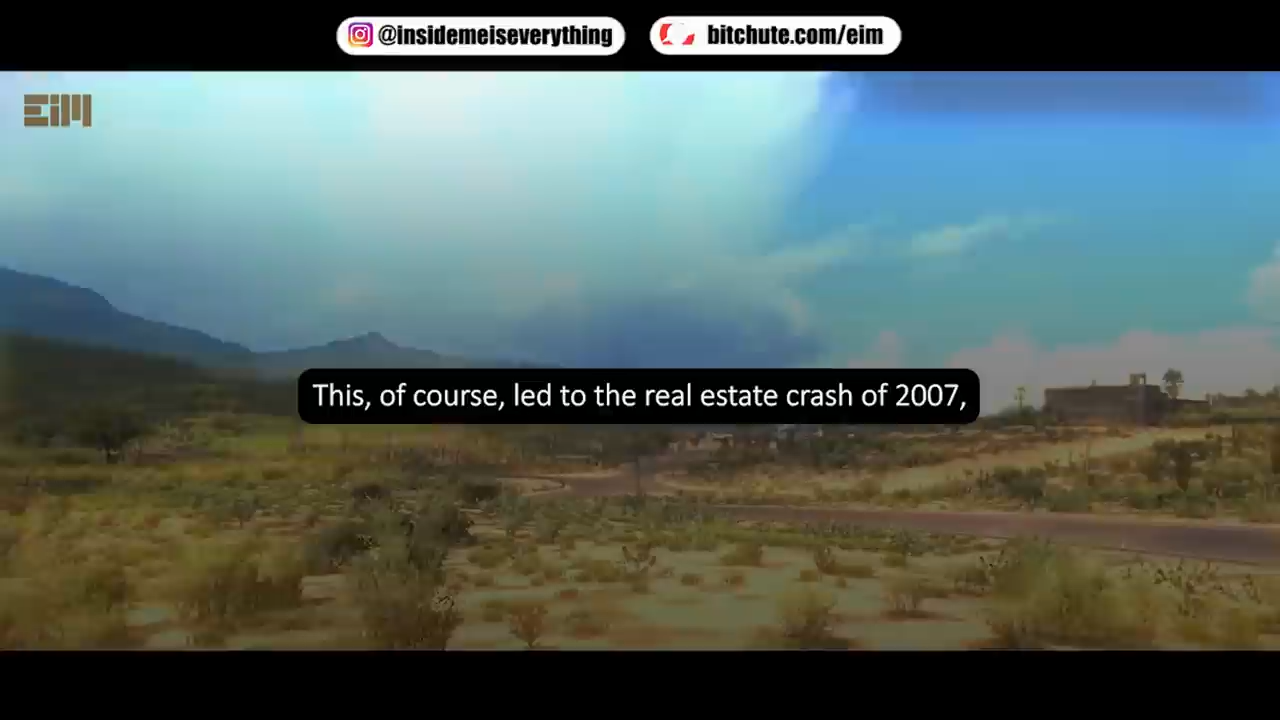 @insidemeiseverything
bitchute.com/eim
EiM
This, of course, led to the real estate crash of 2007,